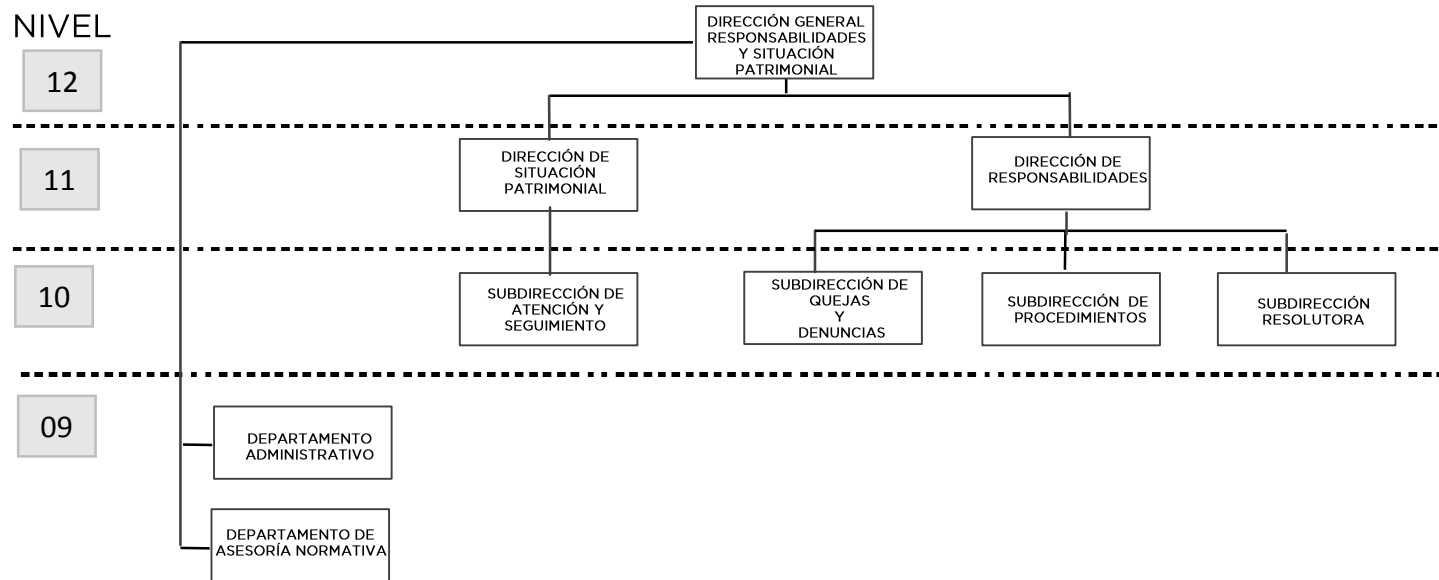 NIVEL
DIRECCIÓN GENERAL
RESPONSABILIDADES
Y SITUACIÓN
PATRIMONIAL
12
11
DIRECCIÓN DE
SITUACIÓN
PATRIMONIAL
DIRECCIÓN DE
RESPONSABILIDADES
10
SUBDIRECCIÓN DE
ATENCIÓN Y
SEGUIMIENTO
SUBDIRECCIÓN DE
QUEJAS
Y
DENUNCIAS
SUBDIRECCIÓN DE
PROCEDIMIENTOS
SUBDIRECCIÓN
RESOLUTORA
09
DEPARTAMENTO
ADMINISTRATIVO
DEPARTAMENTO DE
ASESORÍA NORMATIVA